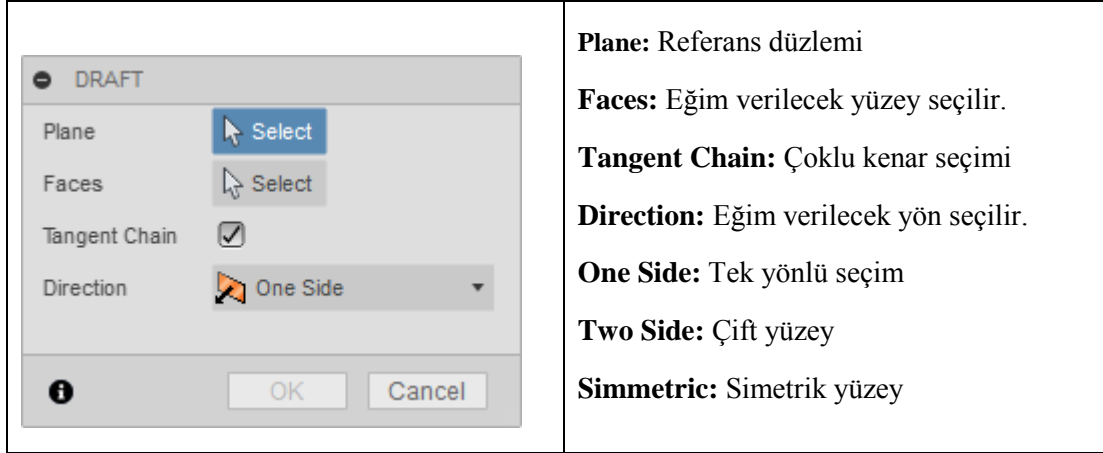 DRAFT
Plane Select
Faces Select
Tangent Chain
Direction One Side
OK Cancel
Plane: Referans düzlemi
Faces: Eğim verilecek yüzey seçilir.
Tangent Chain: Çoklu kenar seçimi
Direction: Eğim verilecek yön seçilir.
One Side: Tek yönlü seçim
Two Side: Çift yüzey
Simmetric: Simetrik yüzey